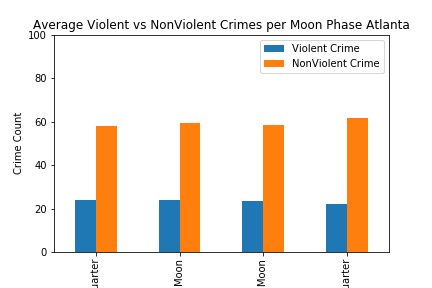 Average Violent vs NonViolent Crimes per Moon Phase Atlanta
Violent Crime
NonViolent Crime
Crime Count
100
80
60
40
20
0
uarter
Moon
Moon
uarter